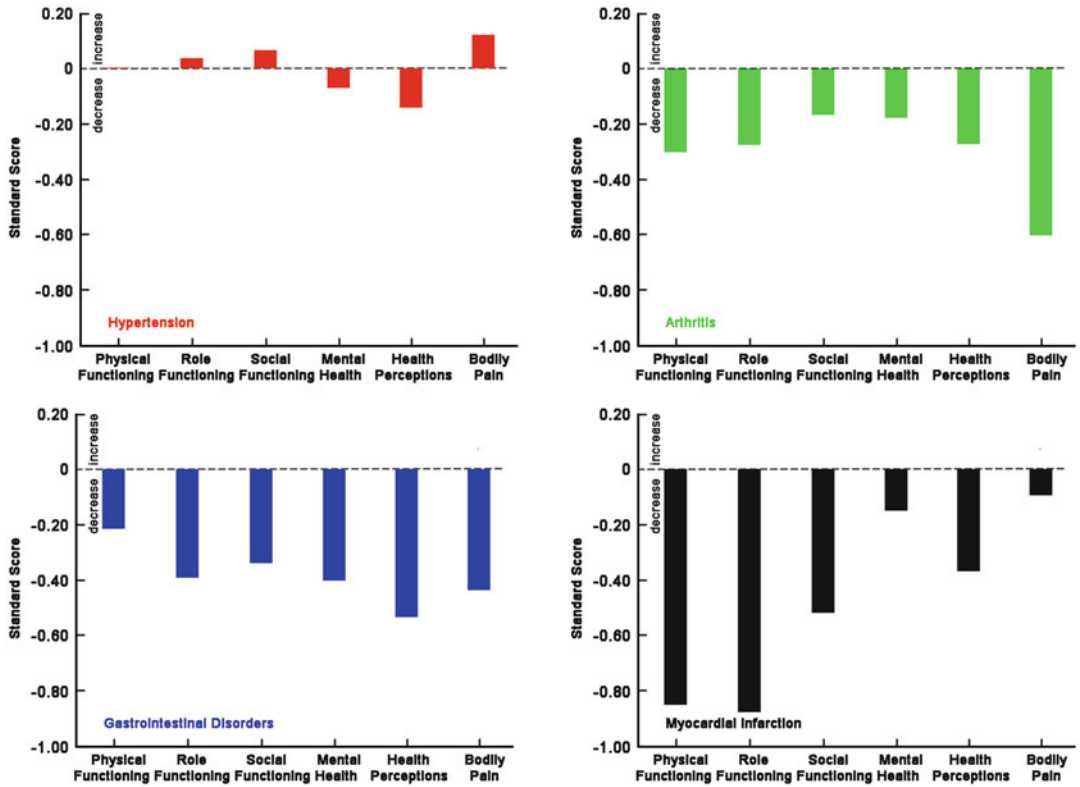 0.20
0
-0.20
-0.40
-0.60
-0.80
-1.00
Standard Score
increase
decrease
Hypertension
Physical Role Social Mental Health Bodily
Functioning Functioning Functioning Health Perceptions Pain
0.20
0
-0.20
-0.40
-0.60
-0.80
-1.00
Standard Score
increase
decrease
Arthritis
Physical Role Social Mental Health Bodily
Functioning Functioning Functioning Health Perceptions Pain
0.20
0
-0.20
-0.40
-0.60
-0.80
-1.00
Standard Score
increase
decrease
Gastrointestinal Disorders
Physical Role Social Mental Health Bodily
Functioning Functioning Functioning Health Perceptions Pain
0.20
0
-0.20
-0.40
-0.60
-0.80
-1.00
Standard Score
increase
decrease
Myocardial Infarction
Physical Role Social Mental Health Bodily
Functioning Functioning Functioning Health Perceptions Pain